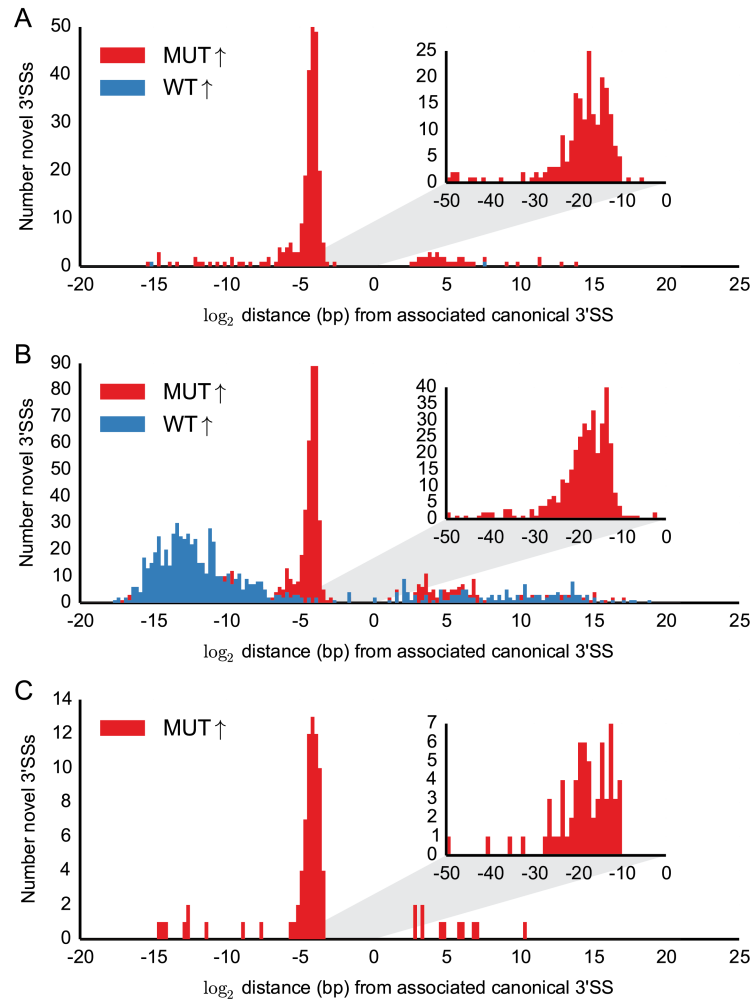 A
Number novel 3'SSs
50
40
30
20
10
0
MUT↑
WT↑
25
20
15
10
5
0
-50 -40 -30 -20 -10 0
-20 -15 -10 -5 0 5 10 15 20 25
log₂ distance (bp) from associated canonical 3'SS
B
Number novel 3'SSs
90
80
70
60
50
40
30
20
10
0
MUT↑
WT↑
40
35
30
25
20
15
10
5
0
-50 -40 -30 -20 -10 0
-20 -15 -10 -5 0 5 10 15 20 25
log₂ distance (bp) from associated canonical 3'SS
C
Number novel 3'SSs
14
12
10
8
6
4
2
0
MUT↑
7
6
5
4
3
2
1
0
-50 -40 -30 -20 -10 0
-20 -15 -10 -5 0 5 10 15 20 25
log₂ distance (bp) from associated canonical 3'SS